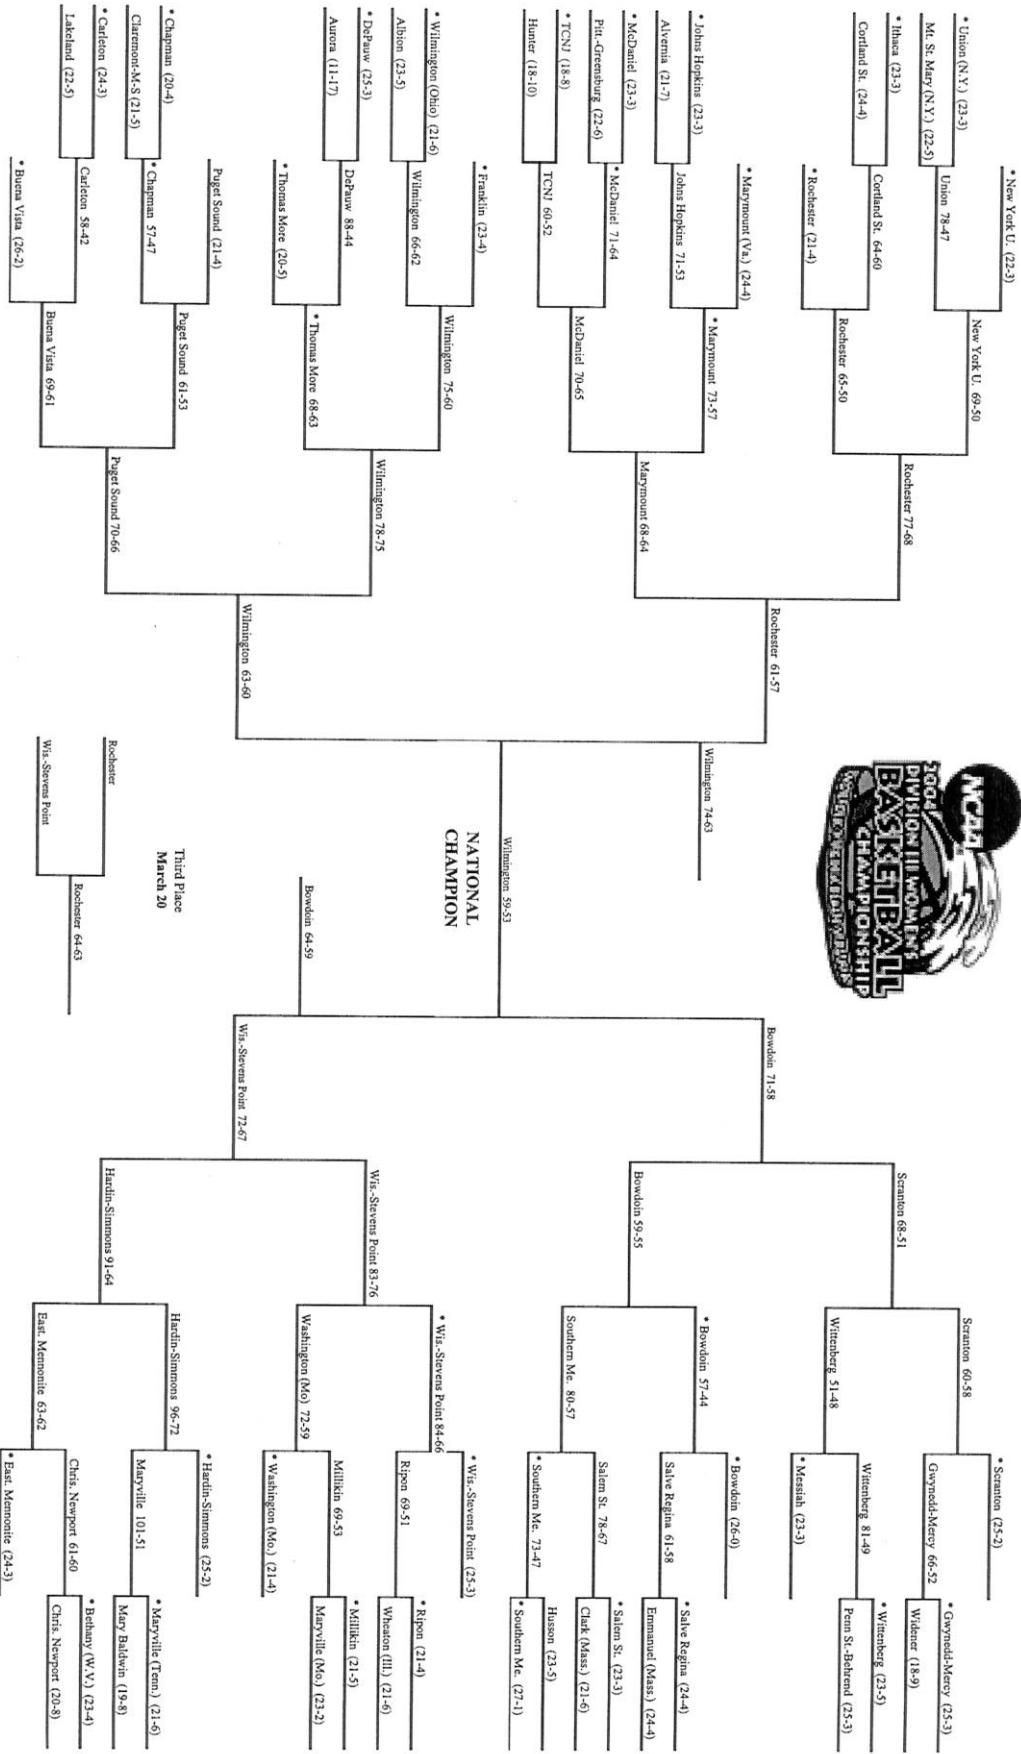 NCAA
2004
DIVISION III WOMEN'S
BASKETBALL
CHAMPIONSHIP
* New York U. (22-3)
* Union (N.Y.) (23-3)
Mt. St. Mary (N.Y.) (22-5)
Union 78-47
New York U. 69-50
* Ithaca (23-3)
Cortland St. (24-4)
Cortland St. 64-60
* Rochester (21-4)
Rochester 65-50
Rochester 77-68
* Marymount (Va.) (24-4)
* Johns Hopkins (23-3)
Alvernia (21-7)
Johns Hopkins 71-53
* Marymount 73-57
* McDaniel (23-3)
Pitt.-Greensburg (22-6)
* McDaniel 71-64
* TCNJ (18-8)
Hunter (18-10)
TCNJ 60-52
McDaniel 70-65
Marymount 68-64
Rochester 61-57
* Franklin (23-4)
* Wilmington (Ohio) (21-6)
Albion (23-5)
Wilmington 66-62
Wilmington 75-60
* DePauw (25-3)
Aurora (11-17)
DePauw 88-44
* Thomas More (20-5)
* Thomas More 68-63
Wilmington 78-75
Puget Sound (21-4)
* Chapman (20-4)
Claremont-M-S (21-5)
* Chapman 57-47
Puget Sound 61-53
* Carleton (24-3)
Lakeland (22-5)
Carleton 58-42
* Buena Vista (26-2)
Buena Vista 69-61
Puget Sound 70-66
Wilmington 63-60
Wilmington 74-63
Wilmington 59-53
NATIONAL
CHAMPION
Bowdoin 64-59
Third Place
March 20
Rochester
Wis.-Stevens Point
Rochester 64-63
Bowdoin 71-58
Scranton 68-51
Scranton 60-58
* Scranton (25-2)
Gwynedd-Mercy 66-52
* Gwynedd-Mercy (25-3)
Widener (18-9)
Wittenberg 51-48
Wittenberg 81-49
* Wittenberg (23-5)
Penn St.-Behrend (25-3)
* Messiah (23-3)
Bowdoin 59-55
* Bowdoin 57-44
* Bowdoin (26-0)
Salve Regina 61-58
* Salve Regina (24-4)
Emmanuel (Mass.) (24-4)
Southern Me. 80-57
Salem St. 78-67
* Salem St. (23-3)
Clark (Mass.) (21-6)
* Southern Me. 73-47
Husson (23-5)
* Southern Me. (27-1)
Wis.-Stevens Point 72-67
Wis.-Stevens Point 83-76
* Wis.-Stevens Point 84-66
* Wis.-Stevens Point (25-3)
Ripon 69-51
* Ripon (21-4)
Wheaton (Ill.) (21-6)
Washington (Mo) 72-59
Millikin 69-53
* Millikin (21-5)
Maryville (Mo.) (23-2)
* Washington (Mo.) (21-4)
Hardin-Simmons 91-64
Hardin-Simmons 96-72
* Hardin-Simmons (25-2)
Maryville 101-51
* Maryville (Tenn.) (21-6)
Mary Baldwin (19-8)
East. Mennonite 63-62
Chris. Newport 61-60
* Bethany (W.V.) (23-4)
Chris. Newport (20-8)
* East. Mennonite (24-3)